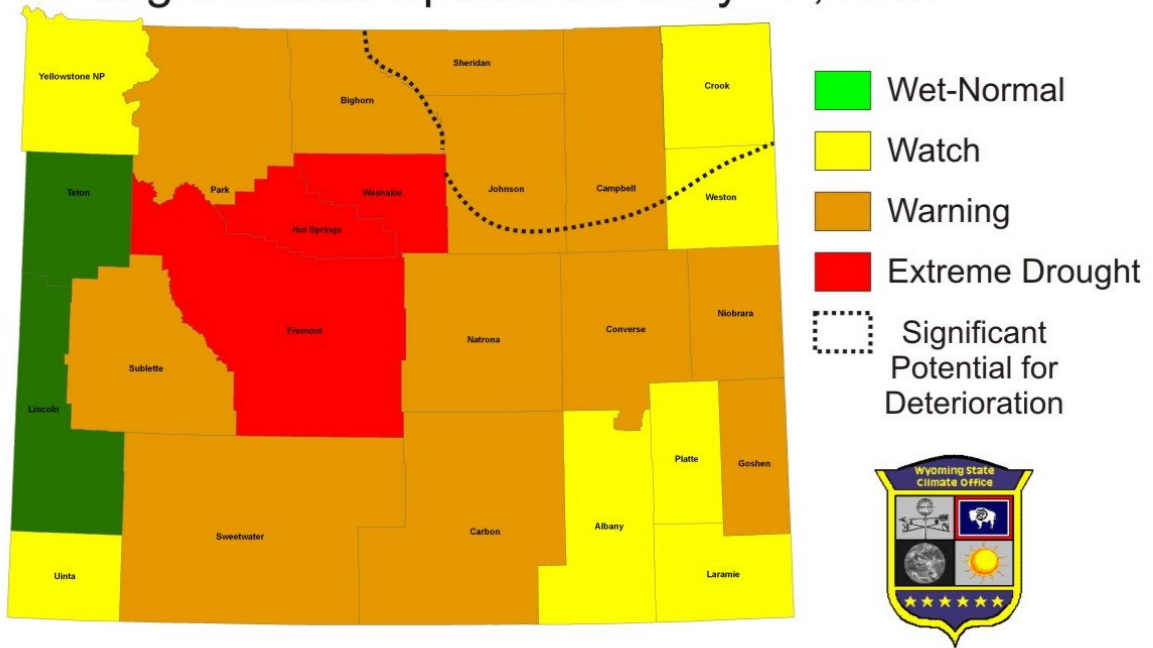 Yellowstone NP
Sheridan
Crook
Bighorn
Teton
Park
Washakie
Johnson
Campbell
Weston
Hot Springs
Fremont
Natrona
Converse
Niobrara
Sublette
Lincoln
Platte
Goshen
Albany
Sweetwater
Carbon
Uinta
Laramie
Wet-Normal
Watch
Warning
Extreme Drought
Significant
Potential for
Deterioration
Wyoming State
Climate Office